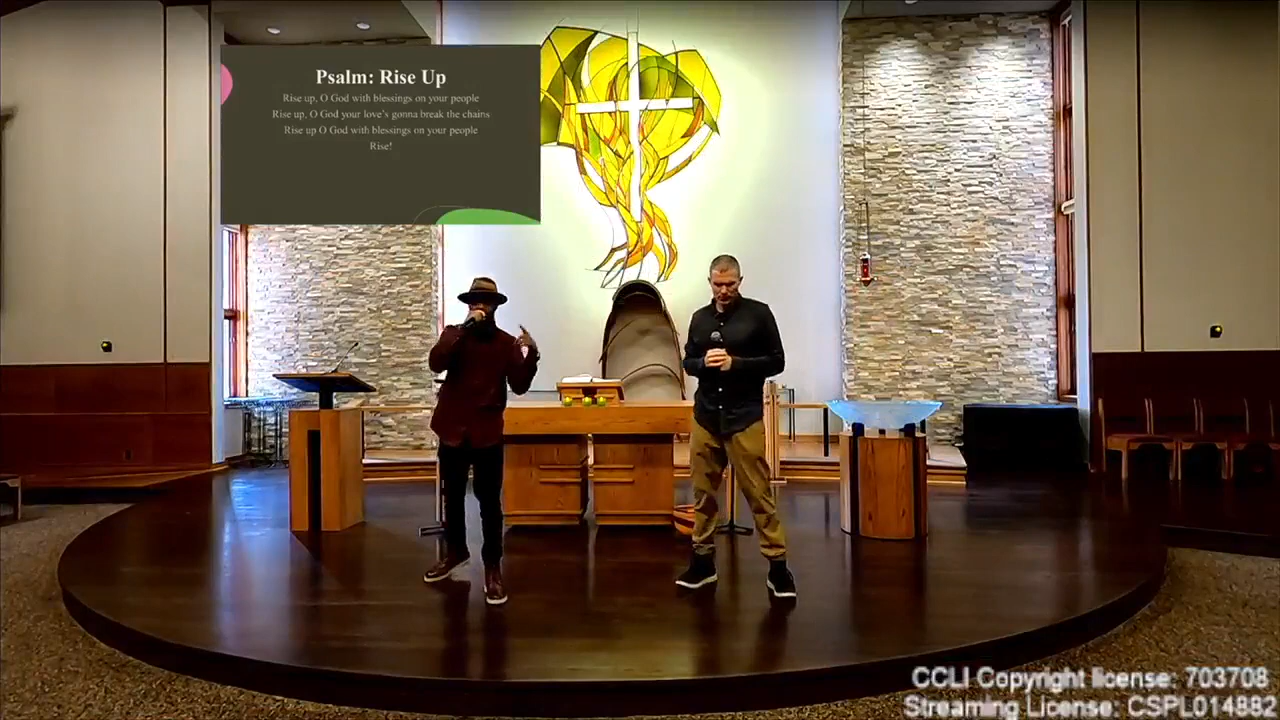 Psalm: Rise Up
Rise up, O God with blessings on your people
Rise up, O God your love's gonna break the chains
Rise up O God with blessings on your people
Rise!
CCLI Copyright license: 703708
Streaming License: CSPL014882